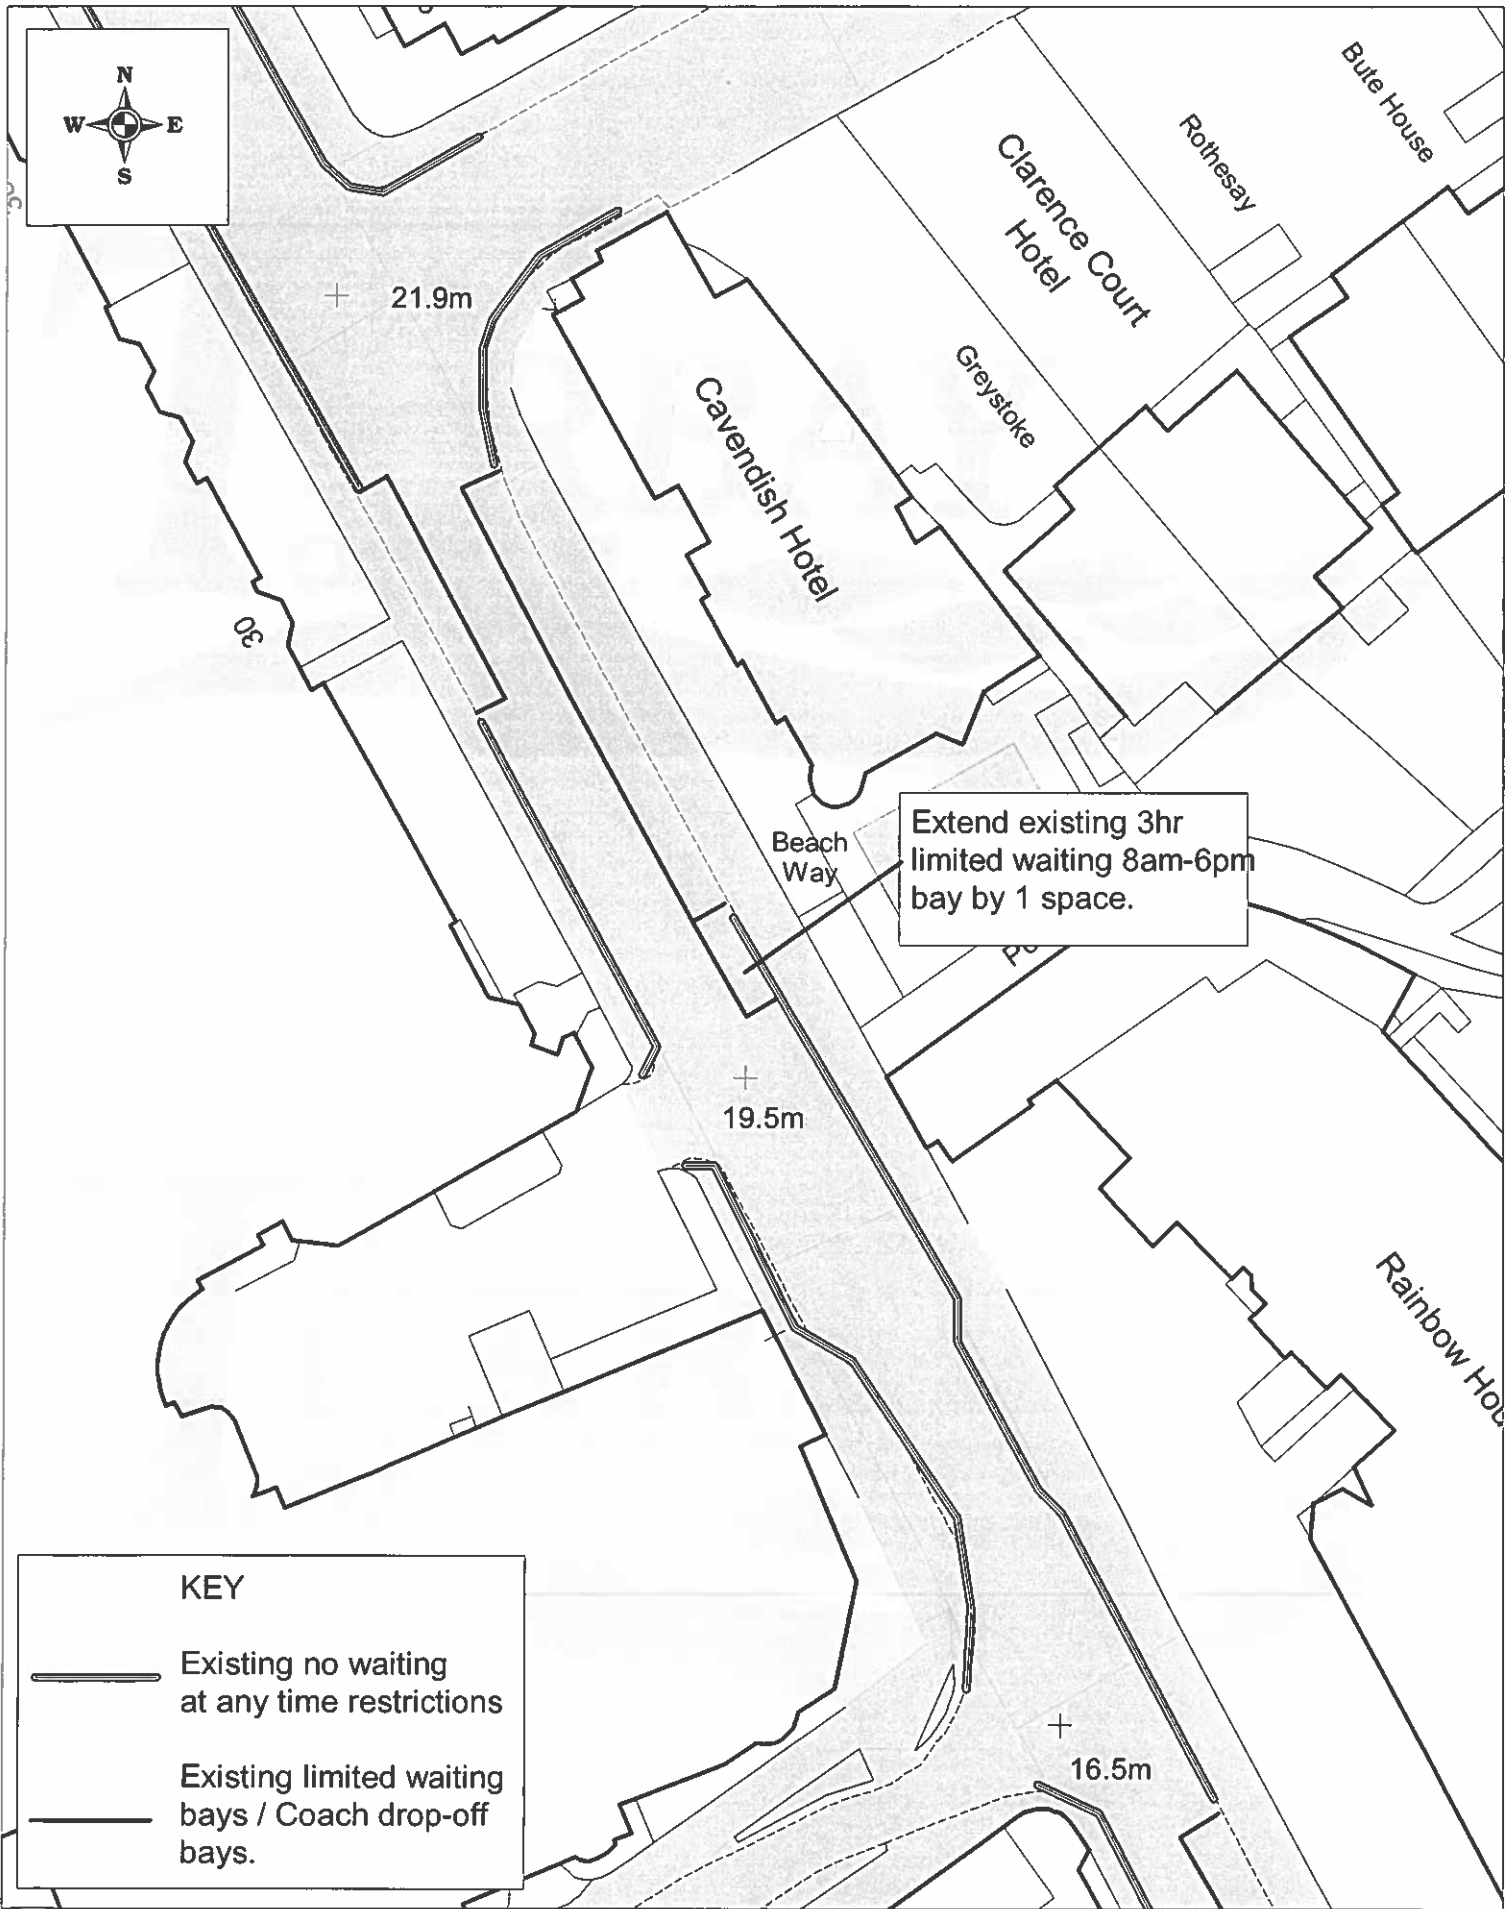 N
W E
S
Bute House
Rothesay
Clarence Court
Hotel
21.9m
Greystoke
Cavendish Hotel
30
Beach
Way
Extend existing 3hr
limited waiting 8am-6pm
bay by 1 space.
19.5m
Rainbow Hou
16.5m
KEY
Existing no waiting
at any time restrictions
Existing limited waiting
bays / Coach drop-off
bays.